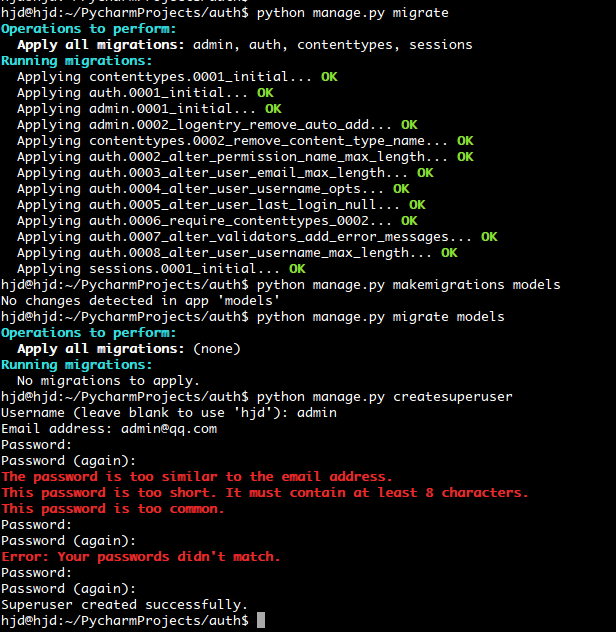 hjd@hjd:~/PycharmProjects/auth$ python manage.py migrate
Operations to perform:
  Apply all migrations: admin, auth, contenttypes, sessions
Running migrations:
  Applying contenttypes.0001_initial... OK
  Applying auth.0001_initial... OK
  Applying admin.0001_initial... OK
  Applying admin.0002_logentry_remove_auto_add... OK
  Applying contenttypes.0002_remove_content_type_name... OK
  Applying auth.0002_alter_permission_name_max_length... OK
  Applying auth.0003_alter_user_email_max_length... OK
  Applying auth.0004_alter_user_username_opts... OK
  Applying auth.0005_alter_user_last_login_null... OK
  Applying auth.0006_require_contenttypes_0002... OK
  Applying auth.0007_alter_validators_add_error_messages... OK
  Applying auth.0008_alter_user_username_max_length... OK
  Applying sessions.0001_initial... OK
hjd@hjd:~/PycharmProjects/auth$ python manage.py makemigrations models
No changes detected in app 'models'
hjd@hjd:~/PycharmProjects/auth$ python manage.py migrate models
Operations to perform:
  Apply all migrations: (none)
Running migrations:
  No migrations to apply.
hjd@hjd:~/PycharmProjects/auth$ python manage.py createsuperuser
Username (leave blank to use 'hjd'): admin
Email address: admin@qq.com
Password:
Password (again):
The password is too similar to the email address.
This password is too short. It must contain at least 8 characters.
This password is too common.
Password:
Password (again):
Error: Your passwords didn't match.
Password:
Password (again):
Superuser created successfully.
hjd@hjd:~/PycharmProjects/auth$